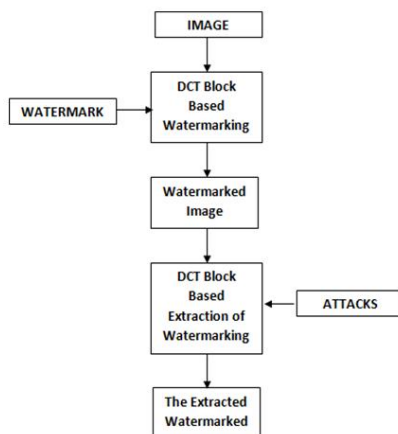 IMAGE
DCT Block
Based
Watermarking
WATERMARK
Watermarked
Image
DCT Block
Based
Extraction of
Watermarking
ATTACKS
The Extracted
Watermarked